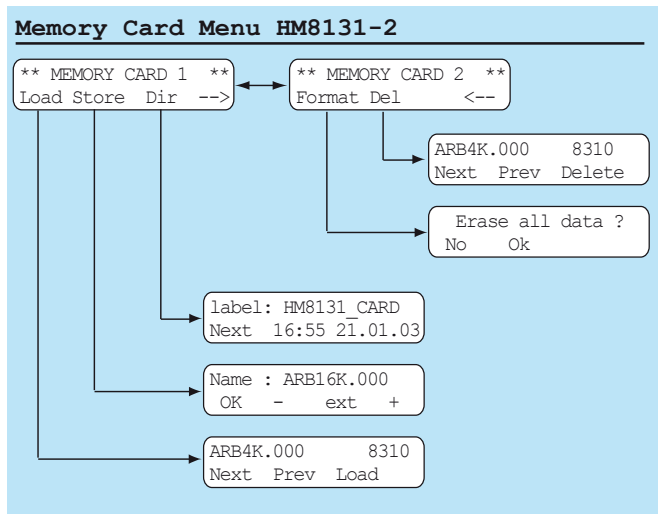 Memory Card Menu HM8131-2
** MEMORY CARD 1 **
Load Store Dir -->
** MEMORY CARD 2 **
Format Del <--
ARB4K.000 8310
Next Prev Delete
Erase all data ?
No Ok
label: HM8131_CARD
Next 16:55 21.01.03
Name : ARB16K.000
OK - ext +
ARB4K.000 8310
Next Prev Load